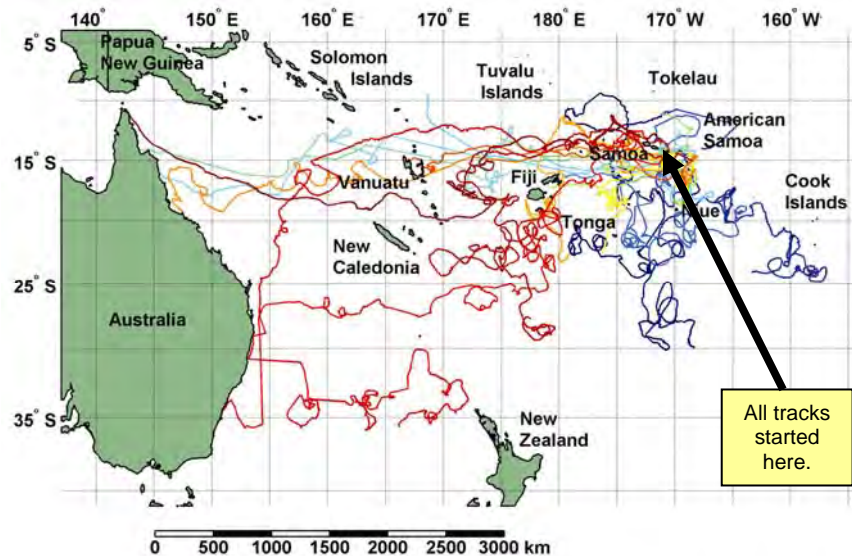 140° 150° E 160° E 170° E 180° E 170° W 160° W
5° S
Papua
New Guinea
Solomon
Islands
Tuvalu
Islands
Tokelau
American
Samoa
15° S
Samoa
Vanuatu
Fiji
Cook
Islands
Tonga
Niue
New
Caledonia
25° S
Australia
35° S
New
Zealand
All tracks
started
here.
0 500 1000 1500 2000 2500 3000 km